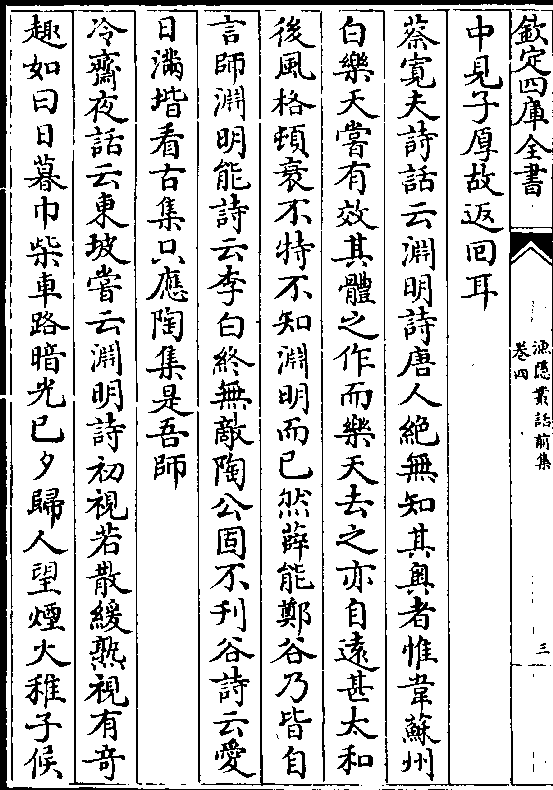 欽定四庫全書
漁隠叢話前集
卷四
三
中見子厚故返回耳
蔡寛夫詩話云淵明詩唐人絶無知其奥者惟韋蘇州
白樂天嘗有效其體之作而樂天去之亦自逺甚太和
後風格頓衰不特不知淵明而已然薛能鄭谷乃皆自
言師淵明能詩云李白終無敵陶公固不刋谷詩云愛
日滿堦看古集只應陶集是吾師
冷齋夜話云東坡嘗云淵明詩初視若散緩熟視有竒
趣如曰日暮巾柴車路暗光已夕歸人望煙火稚子候